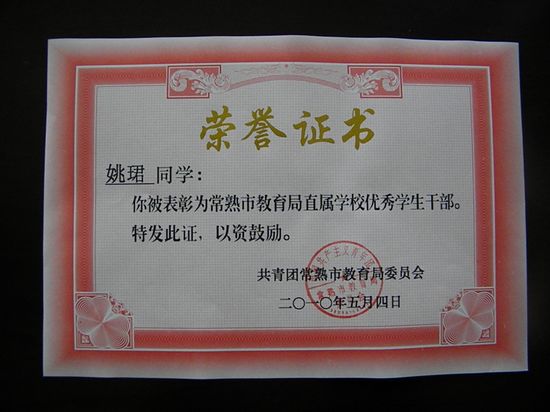 荣誉证书
姚珺 同学：
你被表彰为常熟市教育局直属学校优秀学生干部。
特发此证，以资鼓励。
共青团常熟市教育局委员会
二〇一〇年五月四日